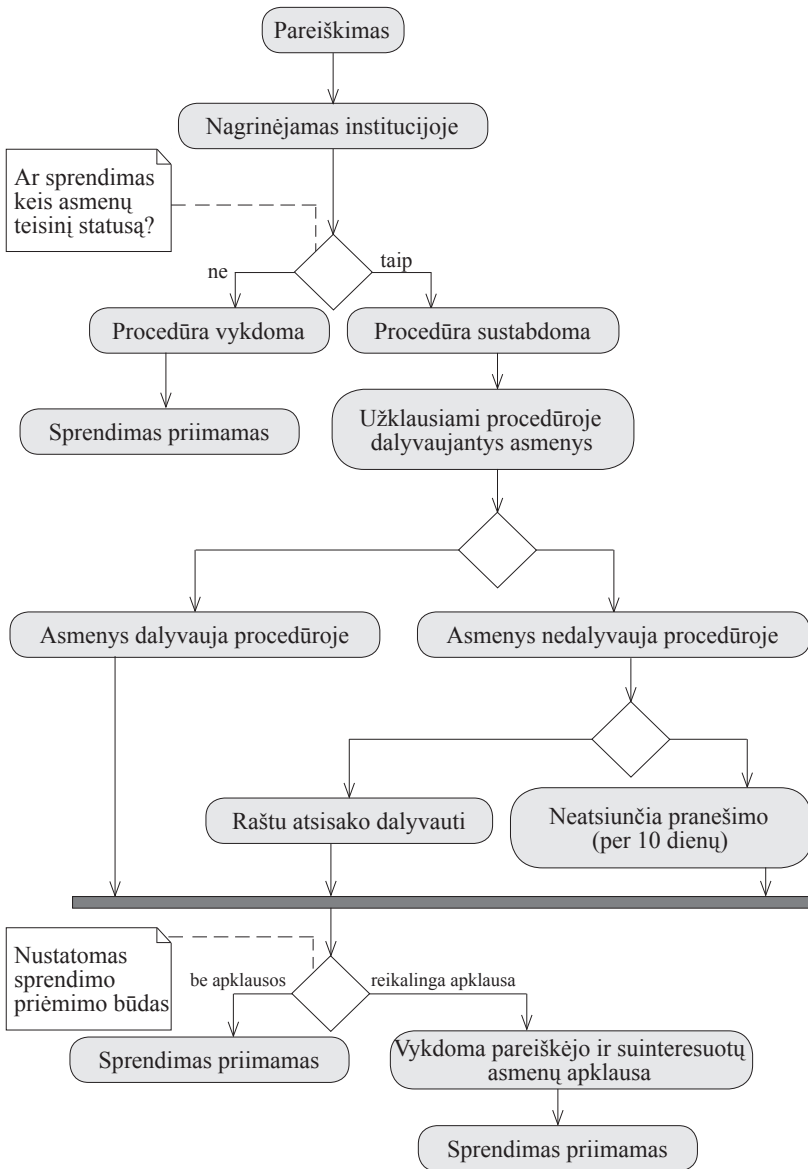 Pareiškimas
Nagrinėjamas institucijoje
Ar sprendimas
keis asmenų
teisinį statusą?
ne
taip
Procedūra vykdoma
Procedūra sustabdoma
Sprendimas priimamas
Užklausiami procedūroje
dalyvaujantys asmenys
Asmenys dalyvauja procedūroje
Asmenys nedalyvauja procedūroje
Raštu atsisako dalyvauti
Neatsiunčia pranešimo
(per 10 dienų)
Nustatomas
sprendimo
priėmimo būdas
be apklausos
reikalinga apklausa
Sprendimas priimamas
Vykdoma pareiškėjo ir suinteresuotų
asmenų apklausa
Sprendimas priimamas